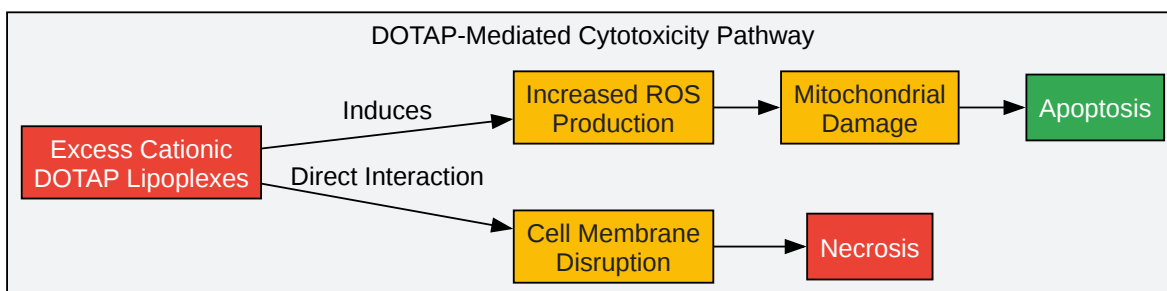 DOTAP-Mediated Cytotoxicity Pathway
Excess Cationic
DOTAP Lipoplexes
Induces
Increased ROS
Production
Mitochondrial
Damage
Apoptosis
Direct Interaction
Cell Membrane
Disruption
Necrosis